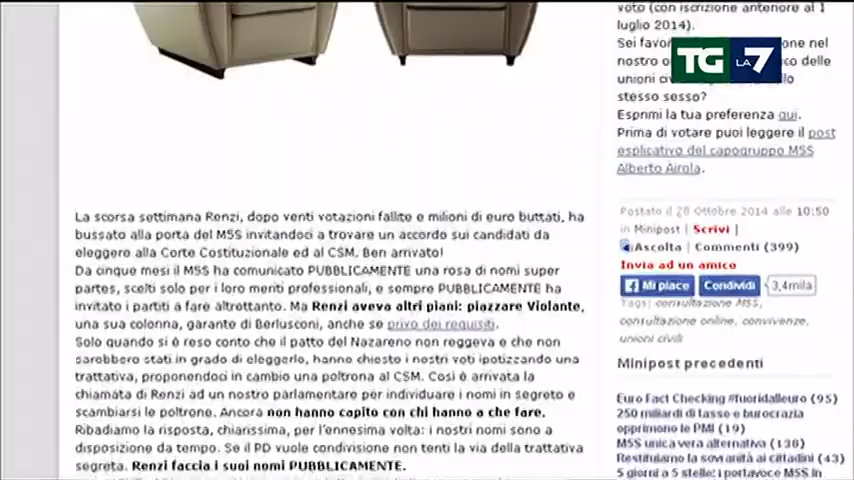 La scorsa settimana Renzi, dopo venti votazioni fallite e milioni di euro buttati, ha
bussato alla porta del M5S invitandoci a trovare un accordo sui candidati da
eleggere alla Corte Costituzionale ed al CSM. Ben arrivato!
Da cinque mesi il M5S ha comunicato PUBBLICAMENTE una rosa di nomi super
partes, scelti solo per i loro meriti professionali, e sempre PUBBLICAMENTE ha
invitato i partiti a fare altrottanto. Ma Renzi aveva altri piani: piazzare Violante,
una sua colonna, garante di Berlusconi, anche se privo dei requisiti.
Solo quando si è reso conto che il patto del Nazareno non reggeva e che non
sarebbero stati in grado di eleggerlo, hanno chiesto i nostri voti ipotizzando una
trattativa, proponendoci in cambio una poltrona al CSM. Così è arrivata la
chiamata di Renzi ad un nostro parlamentare per individuare i nomi in segreto e
scambiarsi le poltrone. Ancora non hanno capito con chi hanno a che fare.
Ribadiamo la risposta, chiarissima, per l'ennesima volta: i nostri nomi sono a
disposizione da tempo. Se il PD vuole condivisione non tenti la via della trattativa
segreta. Renzi faccia i suoi nomi PUBBLICAMENTE.
voto (con iscrizione anteriore al 1
luglio 2014).
Sei favor one nel
nostro o co delle
unioni ci lo
stesso sesso?
Esprimi la tua preferenza qui.
Prima di votare puoi leggere il post
esplicativo del capogruppo M5S
Alberto Airola.
TG LA7
Postato il 28 Ottobre 2014 alle 10:50
in Minipost | Scrivi |
Ascolta | Commenti (399)
Invia ad un amico
Mi piace Condividi 3,4mila
Tags: consultazione M5S,
consultazione online, convivenze,
unioni civili
Minipost precedenti
Euro Fact Checking #fuoridalleuro (95)
250 miliardi di tasse e burocrazia
opprimono le PMI (19)
M5S unica vera alternativa (130)
Restituiamo la sovranità ai cittadini (43)
5 giorni a 5 stelle: i portavoce M5S in